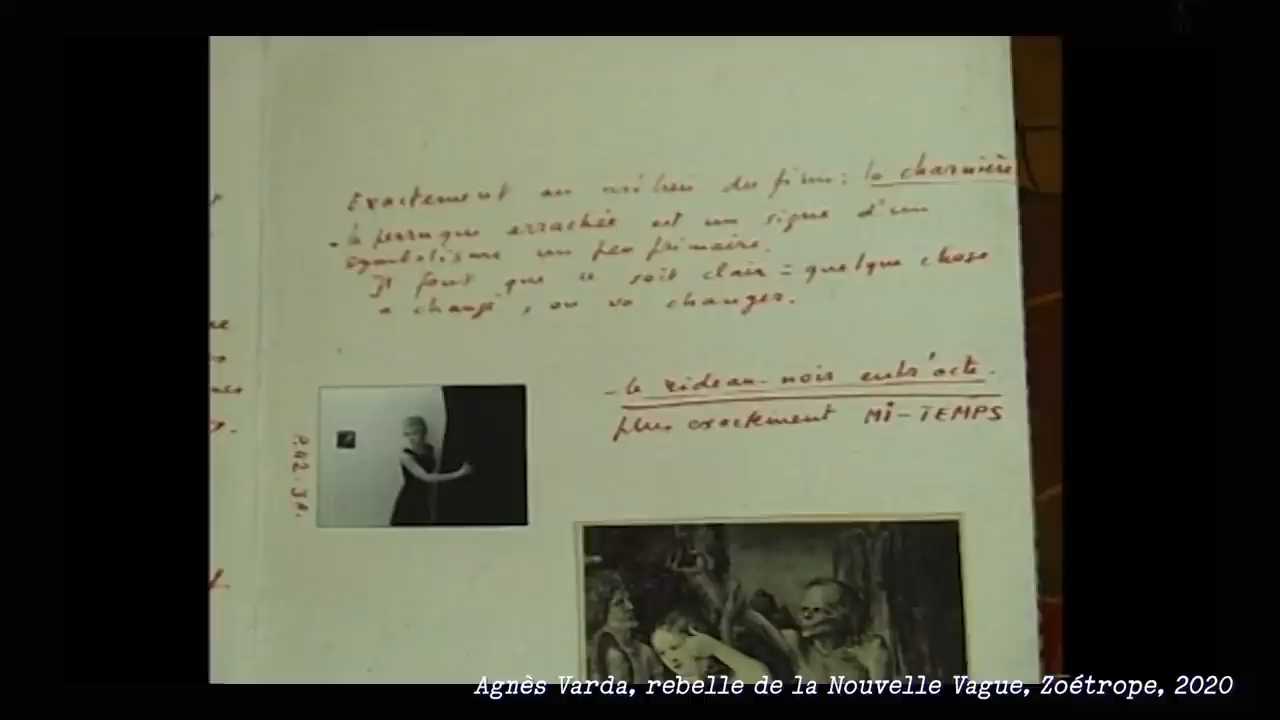 Exactement au milieu du film : la charnière
- la perruque arrachée est un signe d'un
symbolisme un peu primaire.
Il faut que ce soit clair = quelque chose
a changé, ou va changer.
- le rideau-noir entr'acte.
plus exactement MI-TEMPS
P.42.3A.
Agnès Varda, rebelle de la Nouvelle Vague, Zoétrope, 2020